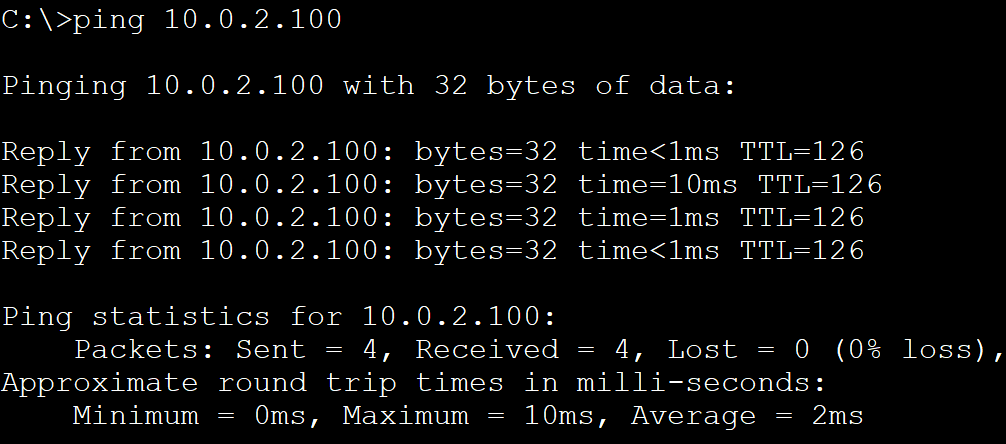 C:\>ping 10.0.2.100
Pinging 10.0.2.100 with 32 bytes of data:
Reply from 10.0.2.100: bytes=32 time<1ms TTL=126
Reply from 10.0.2.100: bytes=32 time=10ms TTL=126
Reply from 10.0.2.100: bytes=32 time=1ms TTL=126
Reply from 10.0.2.100: bytes=32 time<1ms TTL=126
Ping statistics for 10.0.2.100:
    Packets: Sent = 4, Received = 4, Lost = 0 (0% loss),
Approximate round trip times in milli-seconds:
    Minimum = 0ms, Maximum = 10ms, Average = 2ms